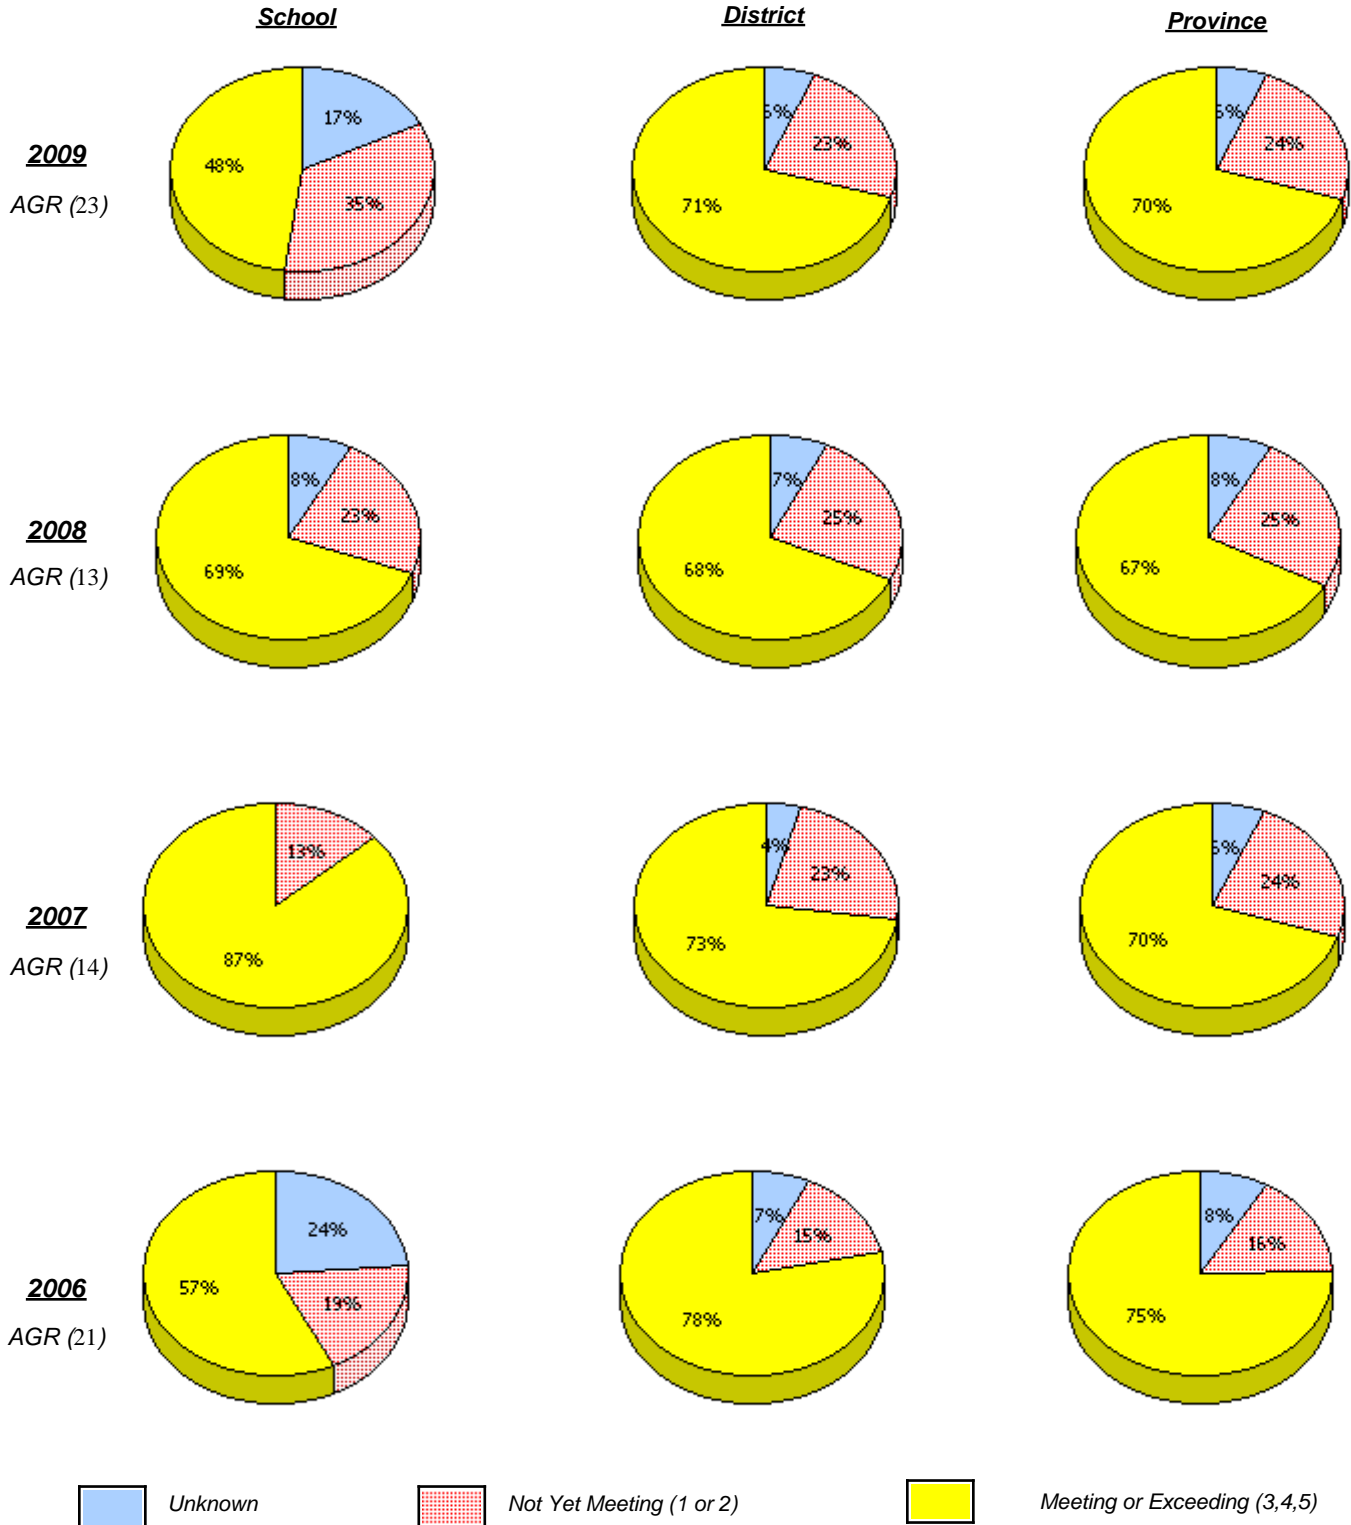 School District Province
2009
AGR (23)
17% 35% 48%
6% 23% 71%
6% 24% 70%
2008
AGR (13)
8% 23% 69%
7% 25% 68%
8% 25% 67%
2007
AGR (14)
13% 87%
4% 23% 73%
6% 24% 70%
2006
AGR (21)
24% 19% 57%
7% 15% 78%
8% 16% 75%
Unknown
Not Yet Meeting (1 or 2)
Meeting or Exceeding (3,4,5)